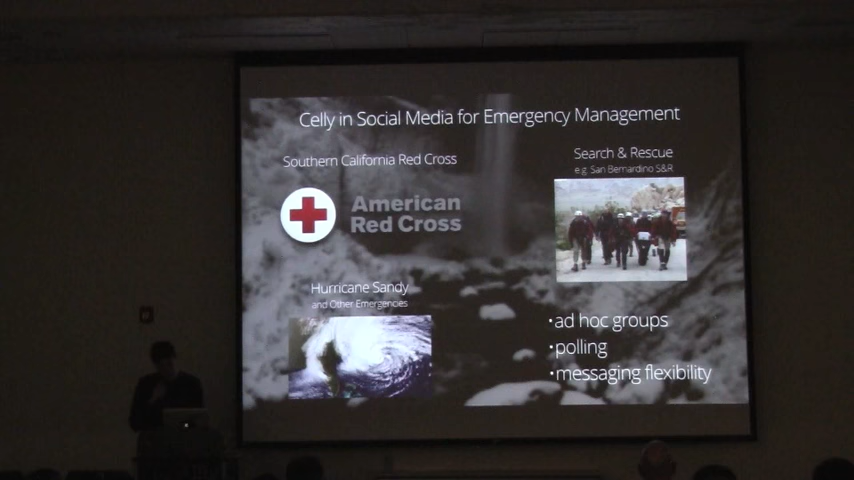 Celly in Social Media for Emergency Management
Southern California Red Cross
American
Red Cross
Hurricane Sandy
and Other Emergencies
Search & Rescue
e.g. San Bernardino S&R
•ad hoc groups
•polling
•messaging flexibility